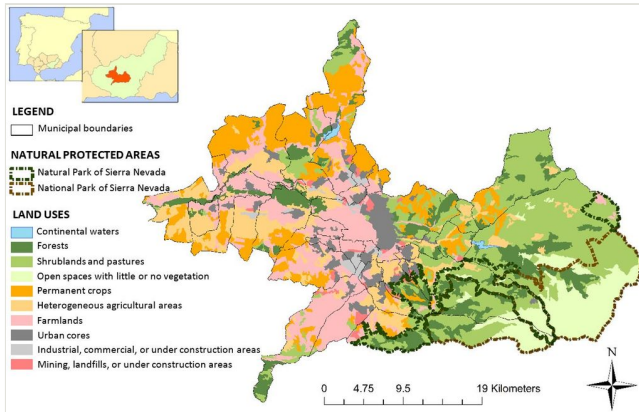 LEGEND
Municipal boundaries
NATURAL PROTECTED AREAS
Natural Park of Sierra Nevada
National Park of Sierra Nevada
LAND USES
Continental waters
Forests
Shrublands and pastures
Open spaces with little or no vegetation
Permanent crops
Heterogeneous agricultural areas
Farmlands
Urban cores
Industrial, commercial, or under construction areas
Mining, landfills, or under construction areas
0 4.75 9.5 19 Kilometers
N